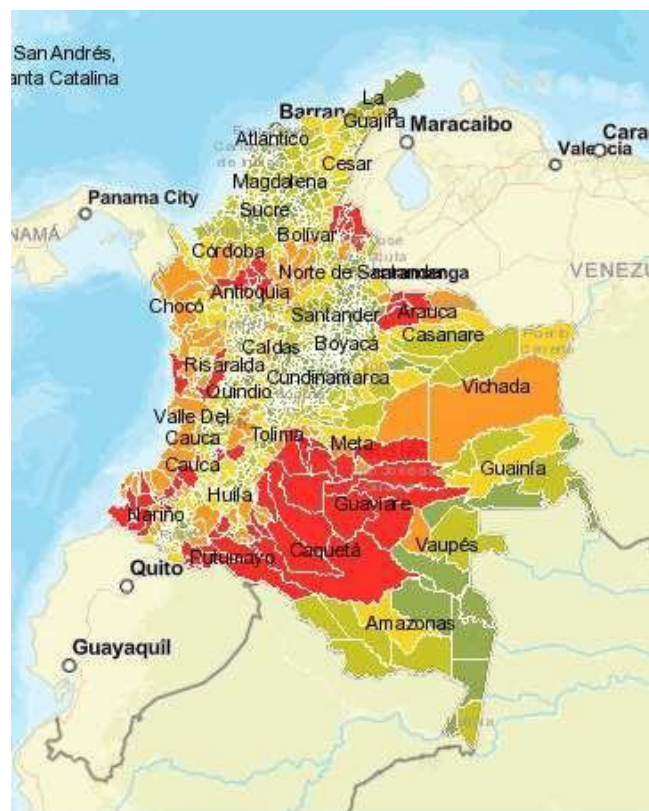 San Andrés,
anta Catalina
La
Guajira
Barran
Maracaibo
Atlántico
Valencia
Cara
Cesar
Magdalena
Panama City
Sucre
Bolívar
NAMÁ
Córdoba
Norte de Santander
VENEZU
Antioquia
Chocó
Santander
Arauca
Casanare
Boyacá
Caldas
Risaralda
Cundinamarca
Vichada
Quindío
Valle Del
Cauca
Tolima
Meta
Cauca
Guainía
Huila
Guaviare
Nariño
Vaupés
Putumayo
Caquetá
Quito
Amazonas
Guayaquil